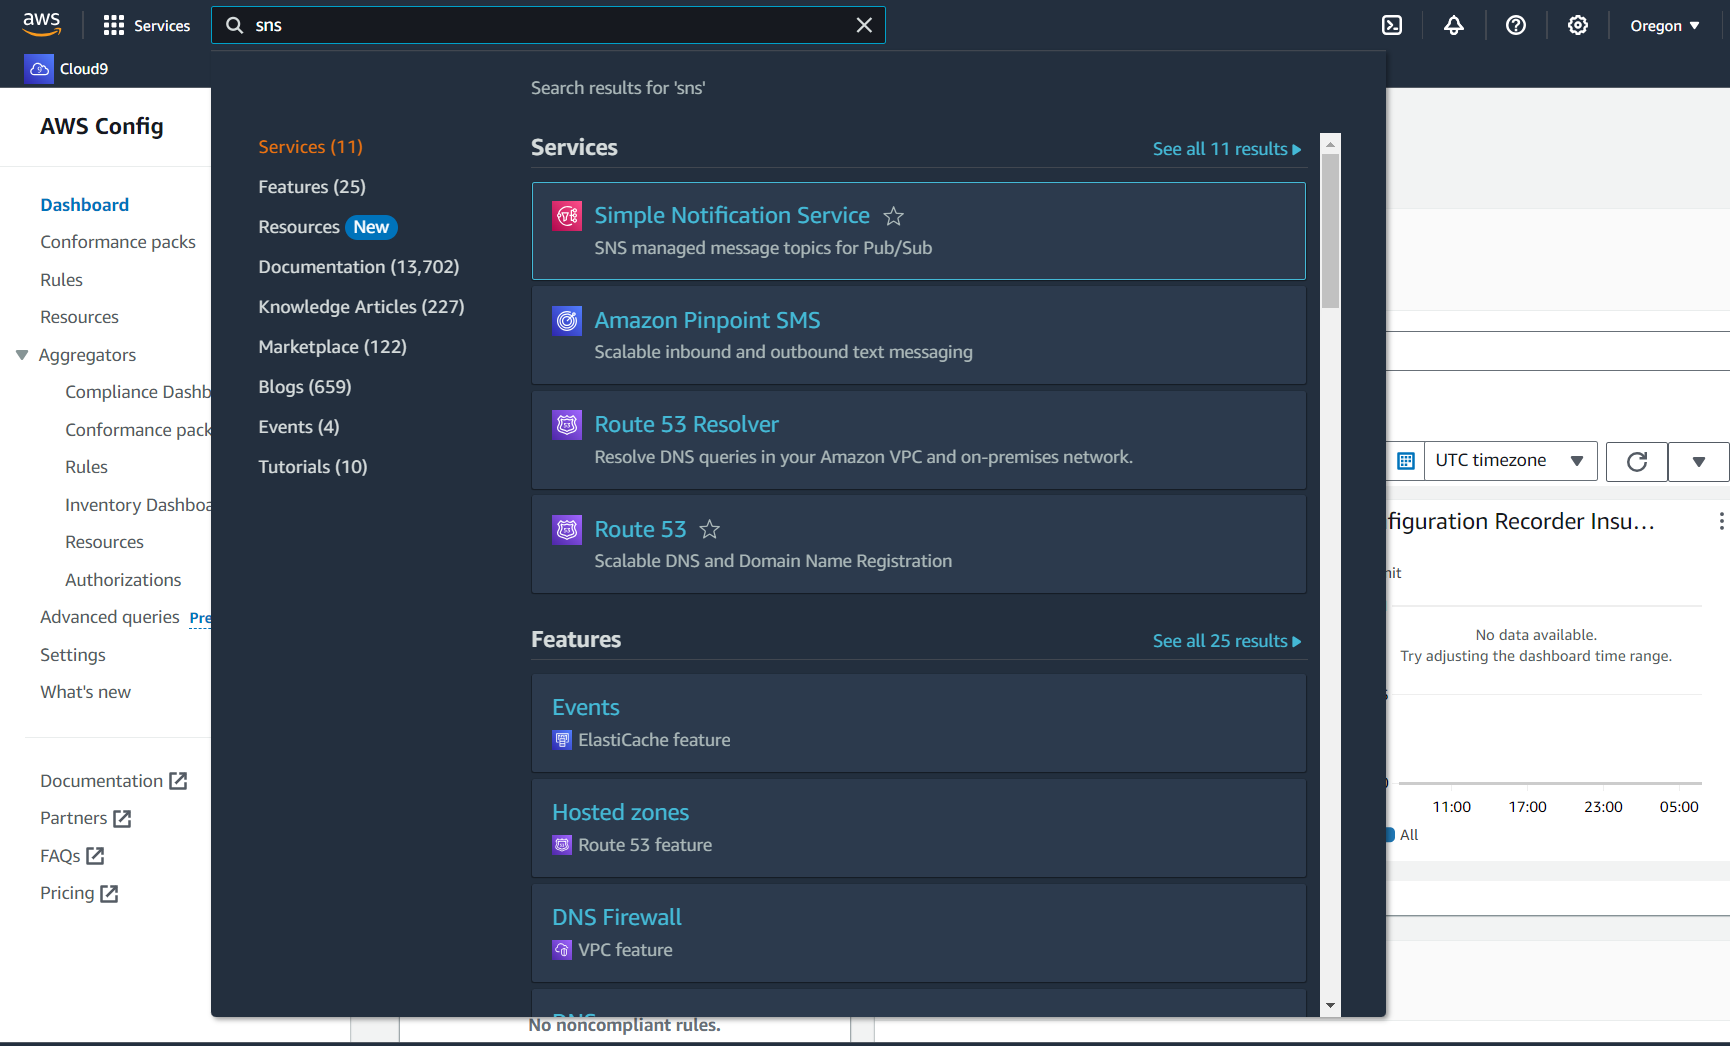 aws
Services
sns
Oregon
Cloud9
AWS Config
Dashboard
Conformance packs
Rules
Resources
Aggregators
Compliance Dashb
Conformance pack
Rules
Inventory Dashboa
Resources
Authorizations
Advanced queries Pre
Settings
What's new
Documentation
Partners
FAQs
Pricing
Search results for 'sns'
Services (11)
Features (25)
Resources New
Documentation (13,702)
Knowledge Articles (227)
Marketplace (122)
Blogs (659)
Events (4)
Tutorials (10)
Services
See all 11 results
Simple Notification Service
SNS managed message topics for Pub/Sub
Amazon Pinpoint SMS
Scalable inbound and outbound text messaging
Route 53 Resolver
Resolve DNS queries in your Amazon VPC and on-premises network.
Route 53
Scalable DNS and Domain Name Registration
Features
See all 25 results
Events
ElastiCache feature
Hosted zones
Route 53 feature
DNS Firewall
VPC feature
DNS
No noncompliant rules.
UTC timezone
figuration Recorder Insu...
nit
No data available.
Try adjusting the dashboard time range.
11:00 17:00 23:00 05:00
All